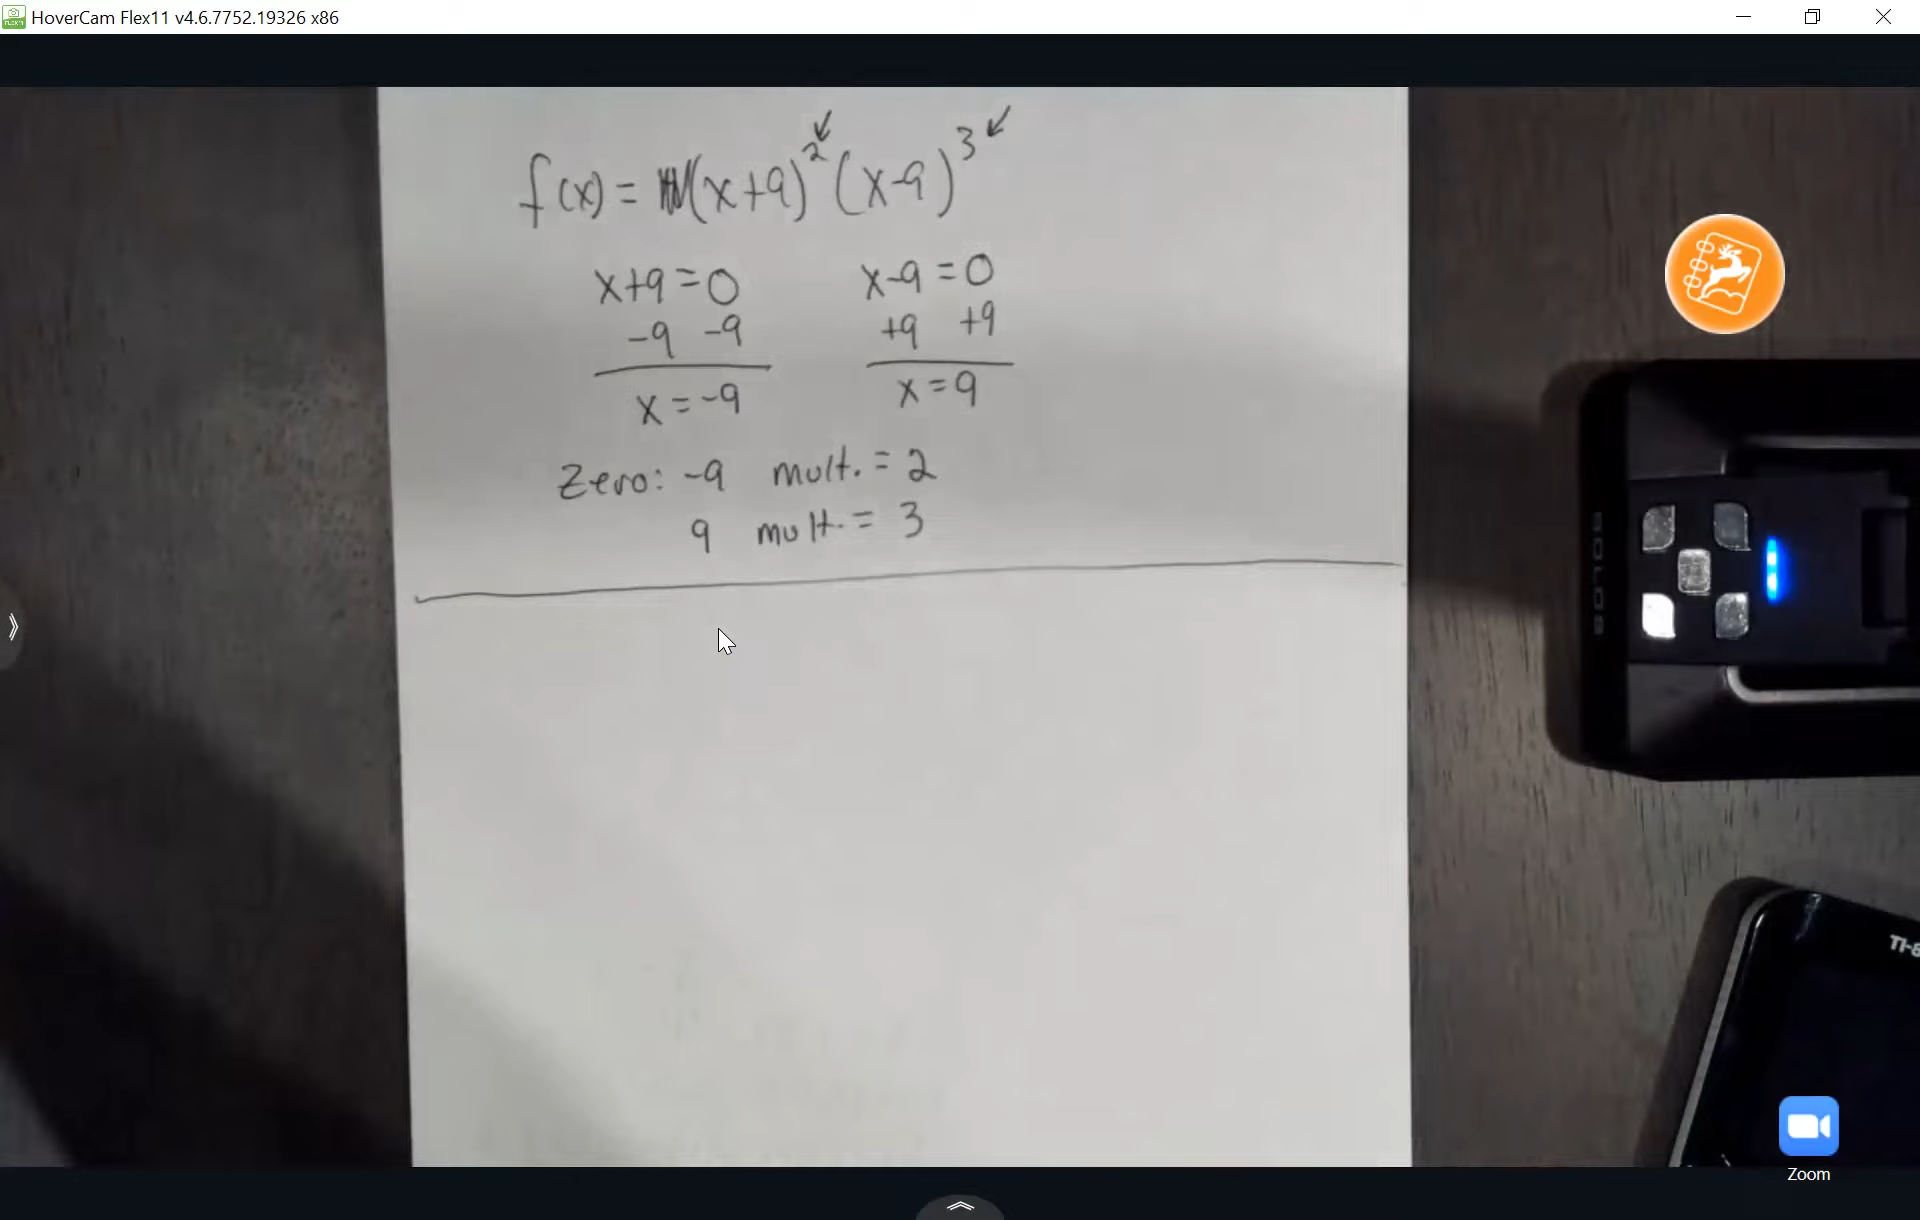 HoverCam Flex11 v4.6.7752.19326 x86
f(x) = (x+9)²(x-9)³
x+9=0 x-9=0
-9 -9 +9 +9
x=-9 x=9
Zero: -9 mult. = 2
9 mult. = 3
SOLO8
Zoom